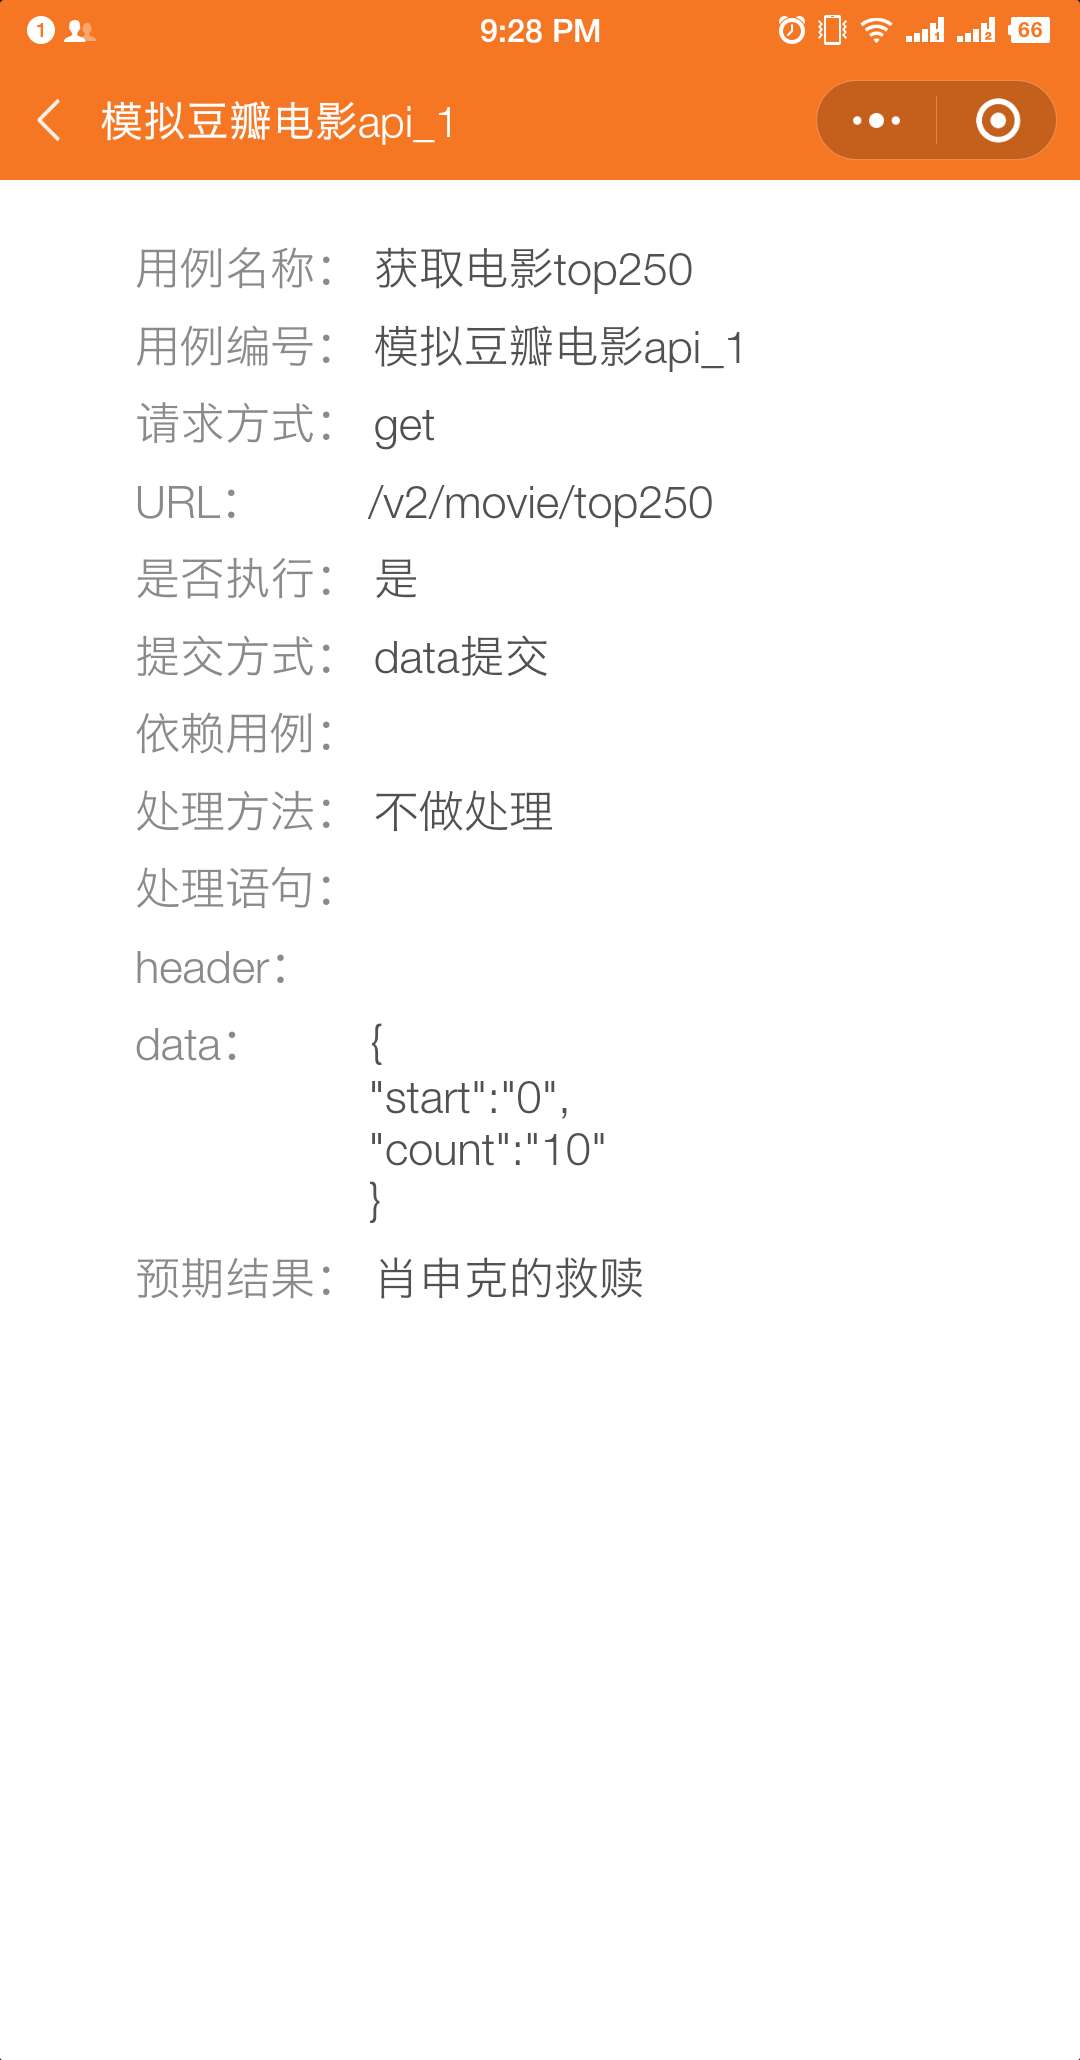 1
9:28 PM
1
2
66
模拟豆瓣电影api_1
用例名称： 获取电影top250
用例编号： 模拟豆瓣电影api_1
请求方式： get
URL： /v2/movie/top250
是否执行： 是
提交方式： data提交
依赖用例：
处理方法： 不做处理
处理语句：
header：
data： {
"start":"0",
"count":"10"
}
预期结果： 肖申克的救赎